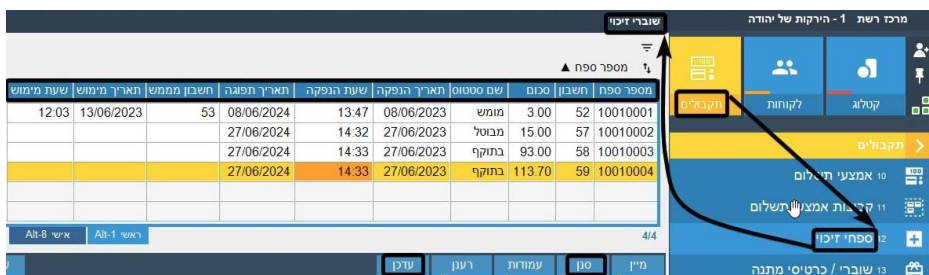 מרכז רשת 1 - הירקות של יהודה
שוברי זיכוי
קטלוג
לקוחות
תקבולים
תקבולים
10 אמצעי תשלום
11 קבוצות אמצעי תשלום
12 ספחי זיכוי
13 שוברי / כרטיסי מתנה
מספר ספח ▲
מספר ספח חשבון סכום שם סטטוס תאריך הנפקה שעת הנפקה תאריך תפוגה חשבון מממש תאריך מימוש שעת מימוש
10010001 52 3.00 מומש 08/06/2023 13:47 08/06/2024 53 13/06/2023 12:03
10010002 57 15.00 מבוטל 27/06/2023 14:32 27/06/2024
10010003 58 93.00 בתוקף 27/06/2023 14:33 27/06/2024
10010004 59 113.70 בתוקף 27/06/2023 14:33 27/06/2024
4/4
ראשי Alt-1 אישי Alt-8
מיין סנן עמודות רענן עדכן